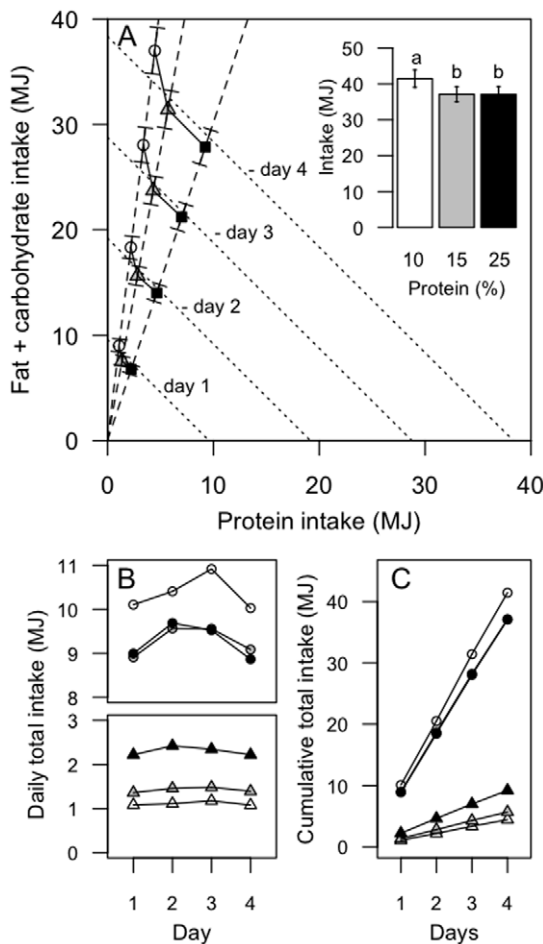 A
Fat + carbohydrate intake (MJ)
40
30
20
10
0
0 10 20 30 40
Protein intake (MJ)
- day 4
- day 3
- day 2
day 1
Intake (MJ)
50
40
30
20
10
0
a b b
10 15 25
Protein (%)
B
Daily total intake (MJ)
11
10
9
8
3
2
1
0
1 2 3 4
Day
C
Cumulative total intake (MJ)
40
30
20
10
0
1 2 3 4
Days